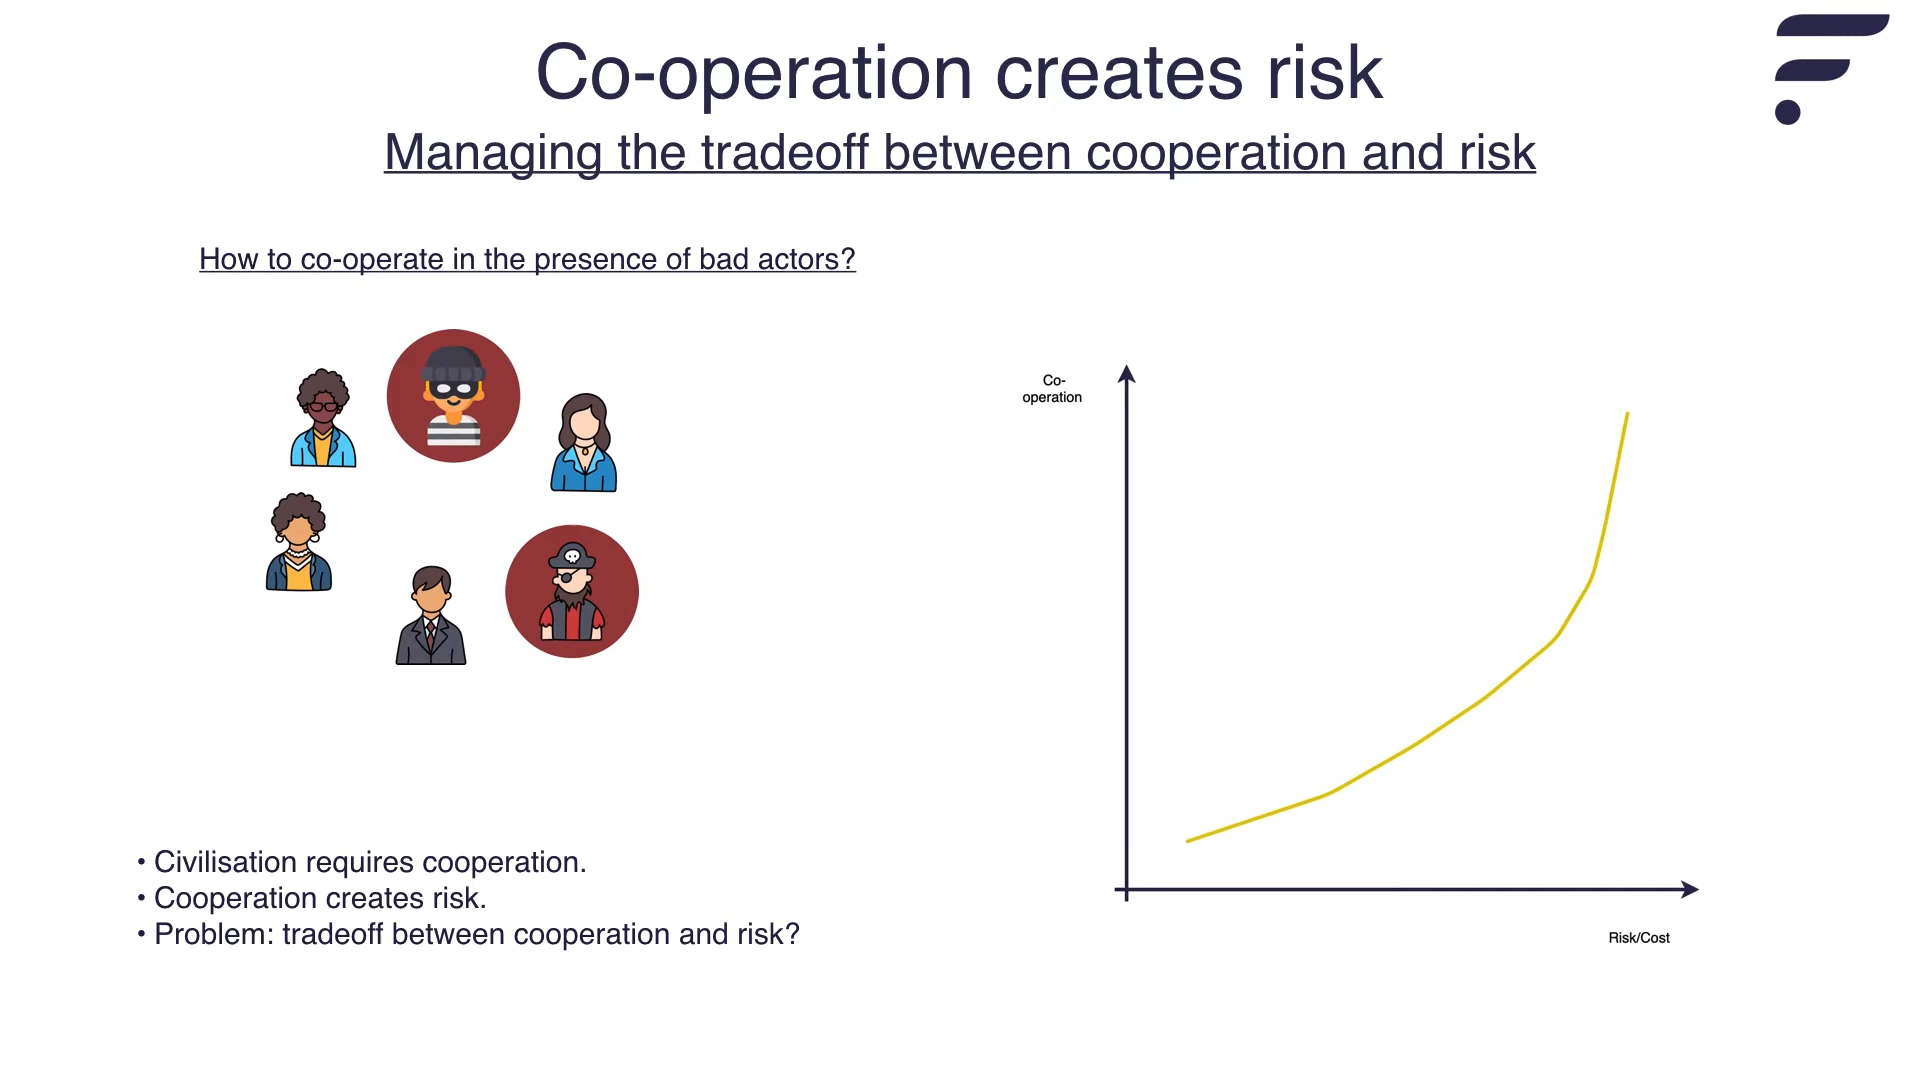 Co-operation creates risk
Managing the tradeoff between cooperation and risk
How to co-operate in the presence of bad actors?
Co-
operation
Risk/Cost
• Civilisation requires cooperation.
• Cooperation creates risk.
• Problem: tradeoff between cooperation and risk?